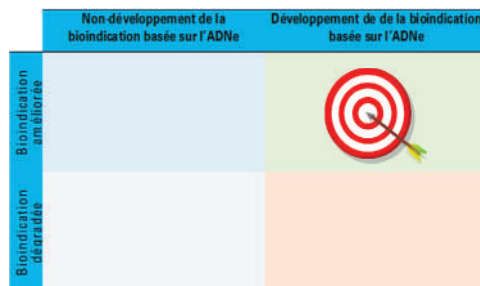 Non-développement de la
bioindication basée sur l'ADNe
Développement de de la bioindication
basée sur l'ADNe
Bioindication
améliorée
Bioindication
dégradée